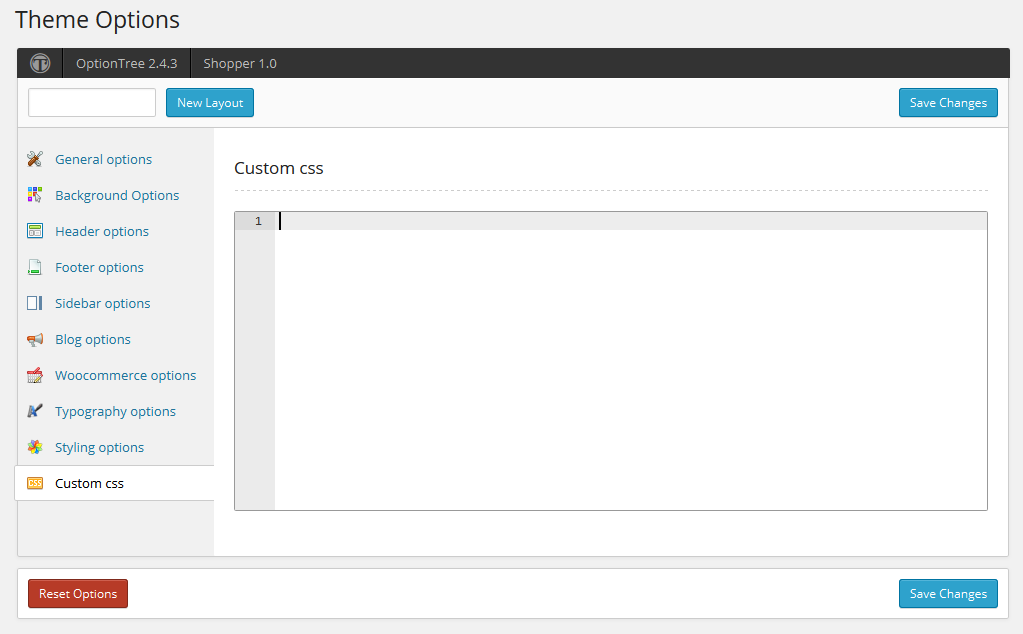 Theme Options
OptionTree 2.4.3 Shopper 1.0
New Layout Save Changes
General options
Background Options
Header options
Footer options
Sidebar options
Blog options
Woocommerce options
Typography options
Styling options
CSS Custom css
Custom css
1
Reset Options Save Changes